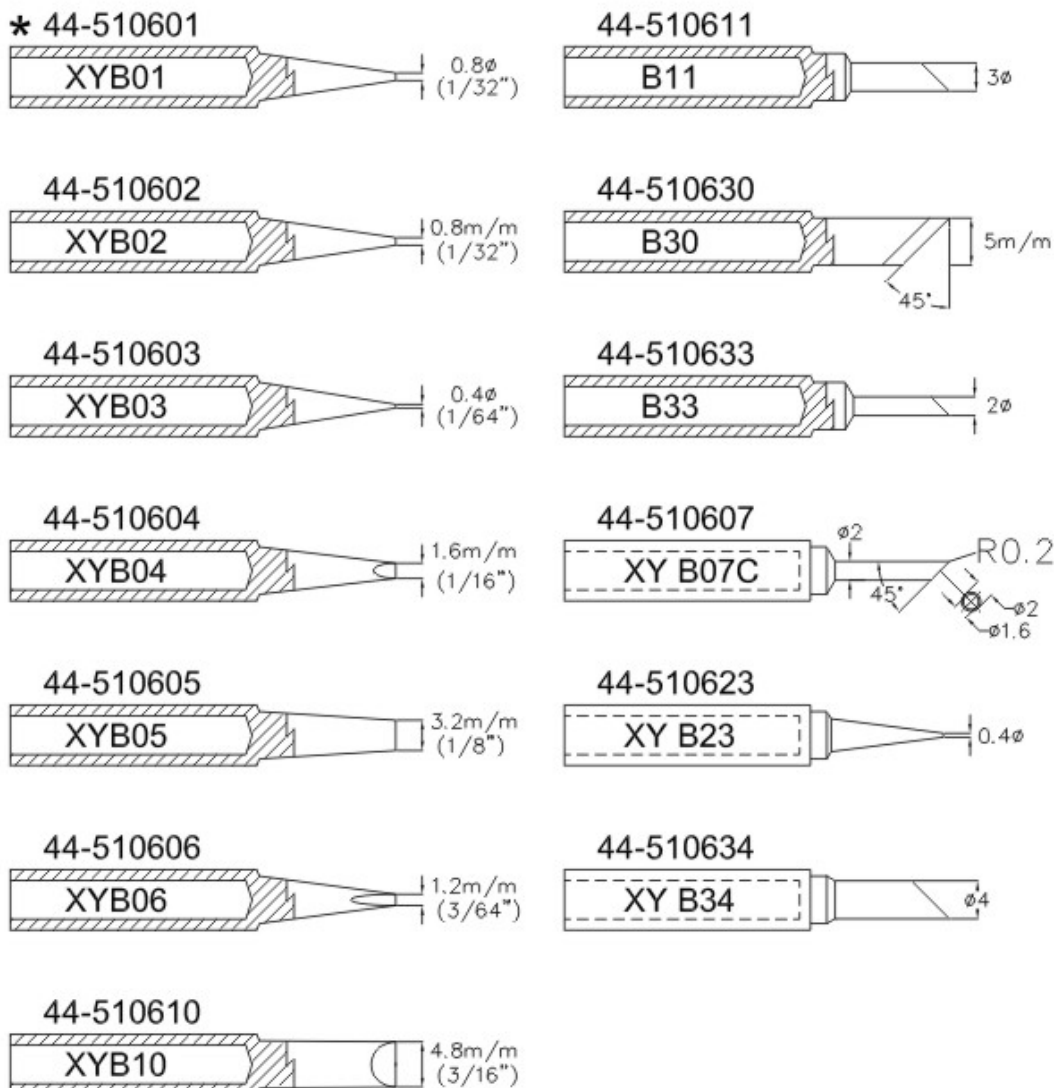 * 44-510601
XYB01
0.8ø
(1/32")
44-510602
XYB02
0.8m/m
(1/32")
44-510603
XYB03
0.4ø
(1/64")
44-510604
XYB04
1.6m/m
(1/16")
44-510605
XYB05
3.2m/m
(1/8")
44-510606
XYB06
1.2m/m
(3/64")
44-510610
XYB10
4.8m/m
(3/16")
44-510611
B11
3ø
44-510630
B30
5m/m
45°
44-510633
B33
2ø
44-510607
XY B07C
ø2
45°
R0.2
ø2
ø1.6
44-510623
XY B23
0.4ø
44-510634
XY B34
ø4